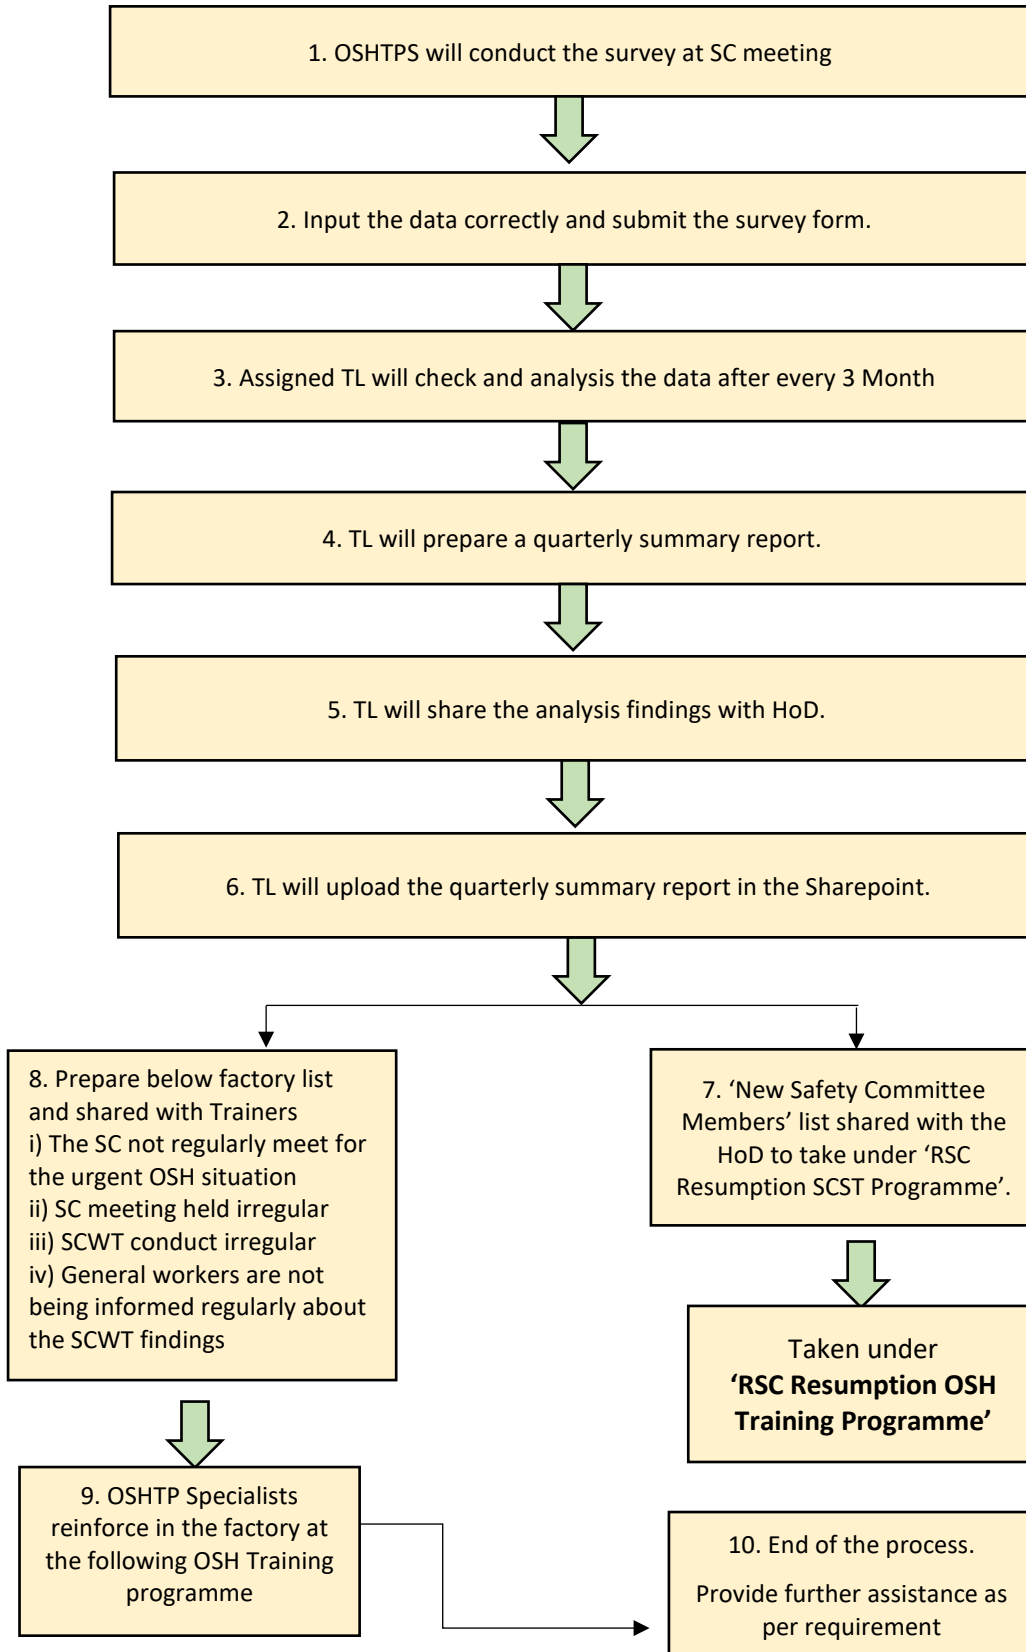 1. OSHTPS will conduct the survey at SC meeting
2. Input the data correctly and submit the survey form.
3. Assigned TL will check and analysis the data after every 3 Month
4. TL will prepare a quarterly summary report.
5. TL will share the analysis findings with HoD.
6. TL will upload the quarterly summary report in the Sharepoint.
8. Prepare below factory list
and shared with Trainers
i) The SC not regularly meet for
the urgent OSH situation
ii) SC meeting held irregular
iii) SCWT conduct irregular
iv) General workers are not
being informed regularly about
the SCWT findings
7. ‘New Safety Committee
Members’ list shared with the
HoD to take under ‘RSC
Resumption SCST Programme’.
Taken under
‘RSC Resumption OSH
Training Programme’
9. OSHTP Specialists
reinforce in the factory at
the following OSH Training
programme
10. End of the process.
Provide further assistance as
per requirement